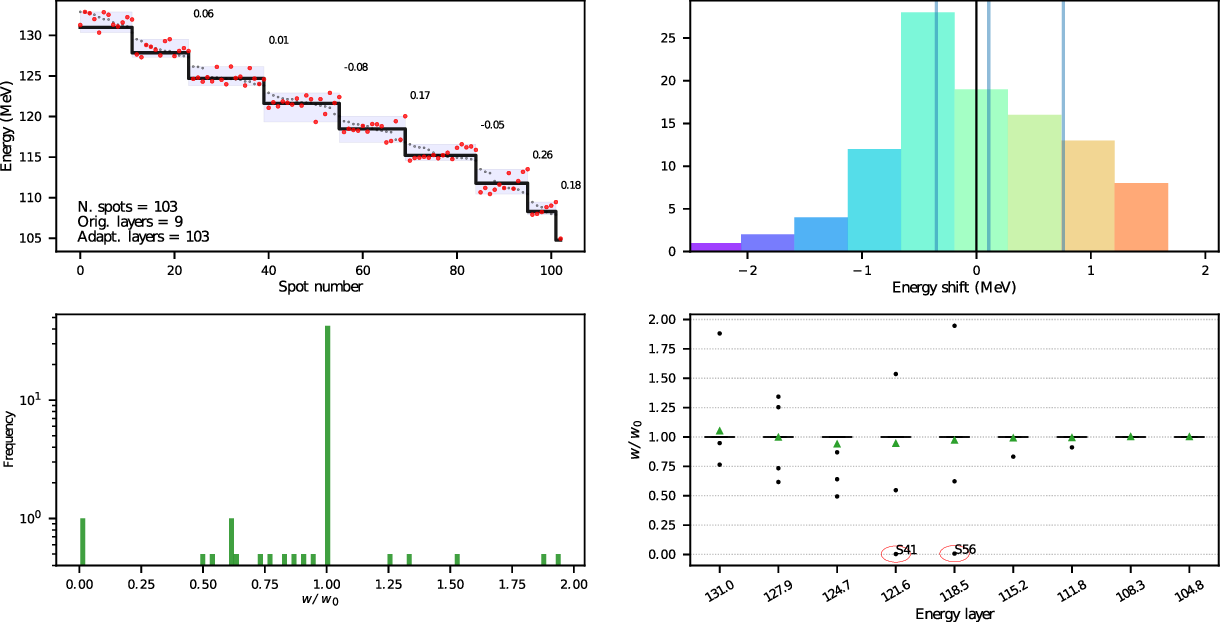 0.06
0.01
-0.08
0.17
-0.05
0.26
0.18
130
125
120
115
110
105
Energy (MeV)
N. spots = 103
Orig. layers = 9
Adapt. layers = 103
0 20 40 60 80 100
Spot number
25
20
15
10
5
0
−2 −1 0 1 2
Energy shift (MeV)
10¹
10⁰
Frequency
0.00 0.25 0.50 0.75 1.00 1.25 1.50 1.75 2.00
w/w₀
2.00
1.75
1.50
1.25
1.00
0.75
0.50
0.25
0.00
w/w₀
S41 S56
131.0 127.9 124.7 121.6 118.5 115.2 111.8 108.3 104.8
Energy layer